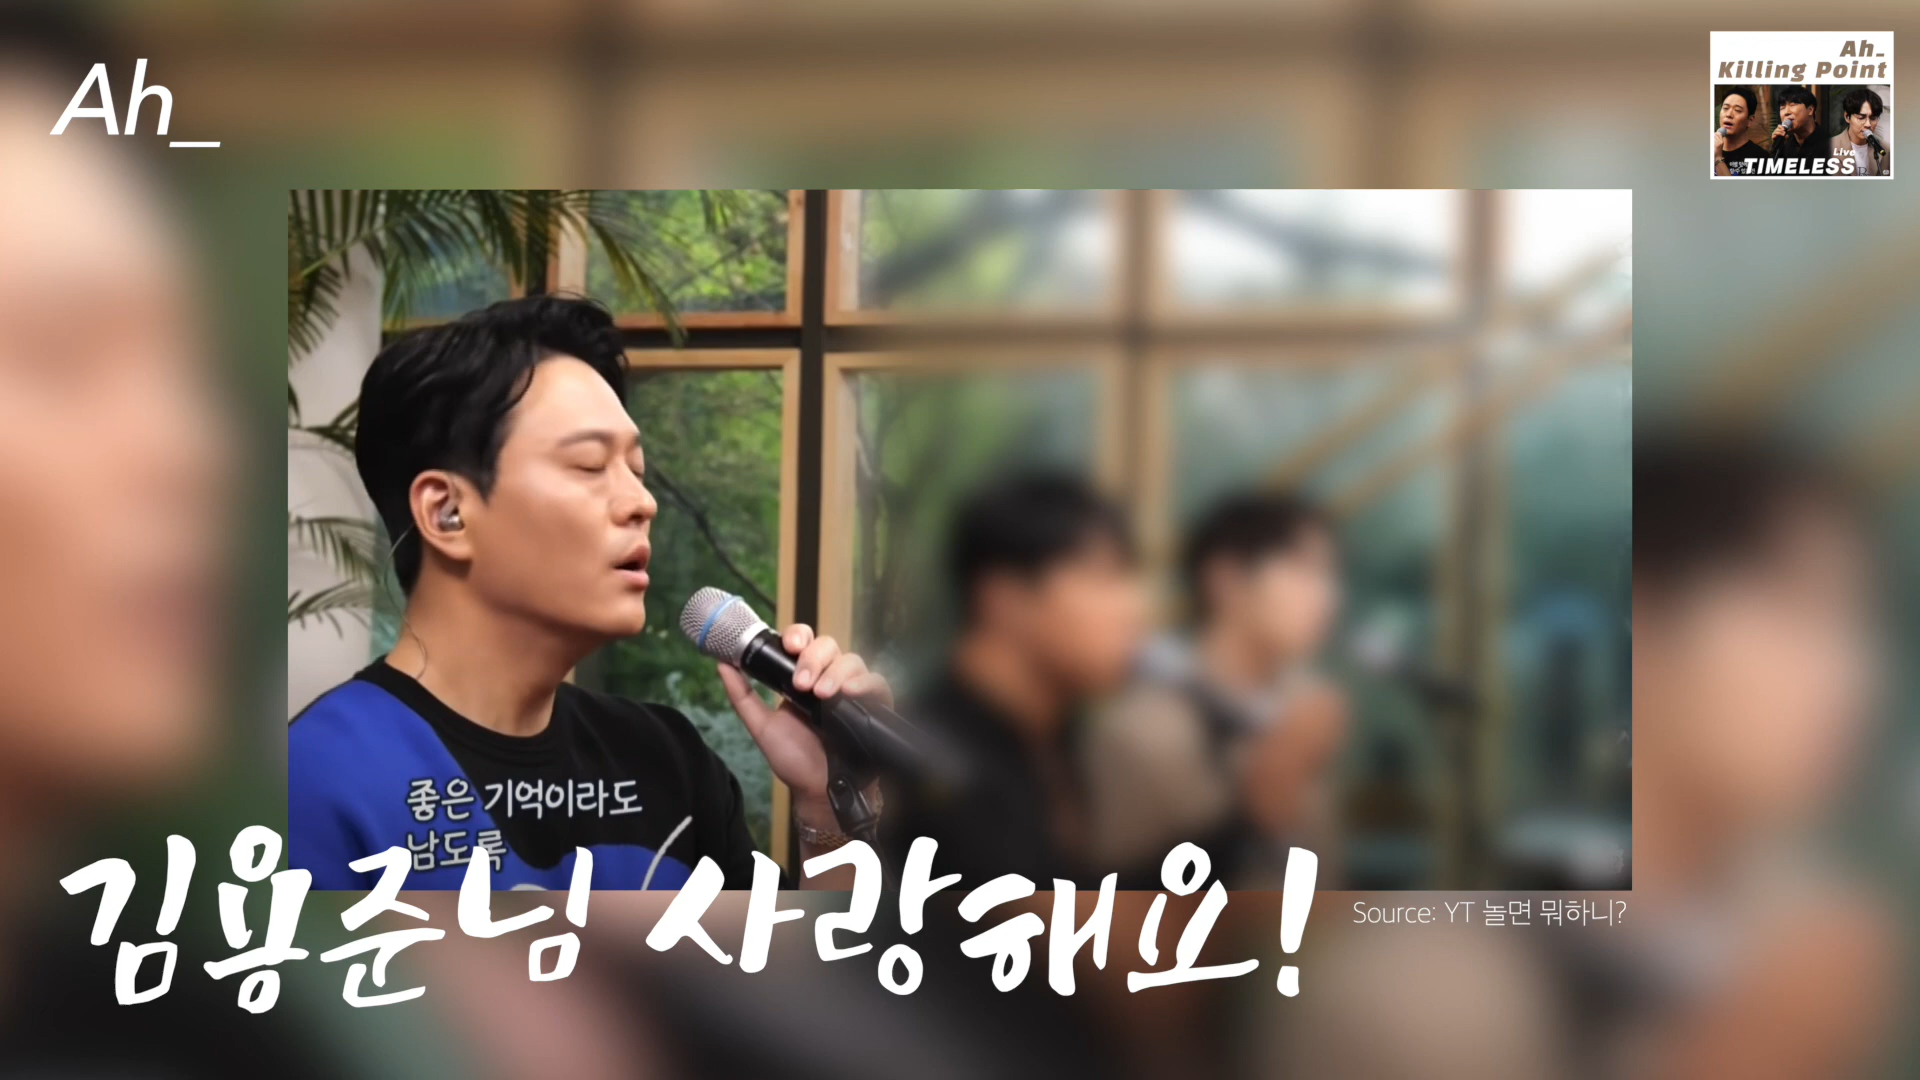 Ah_
Ah_
Killing Point
Live
TIMELESS
좋은 기억이라도
남도록
김용준님 사랑해요!
Source: YT 놀면 뭐하니?